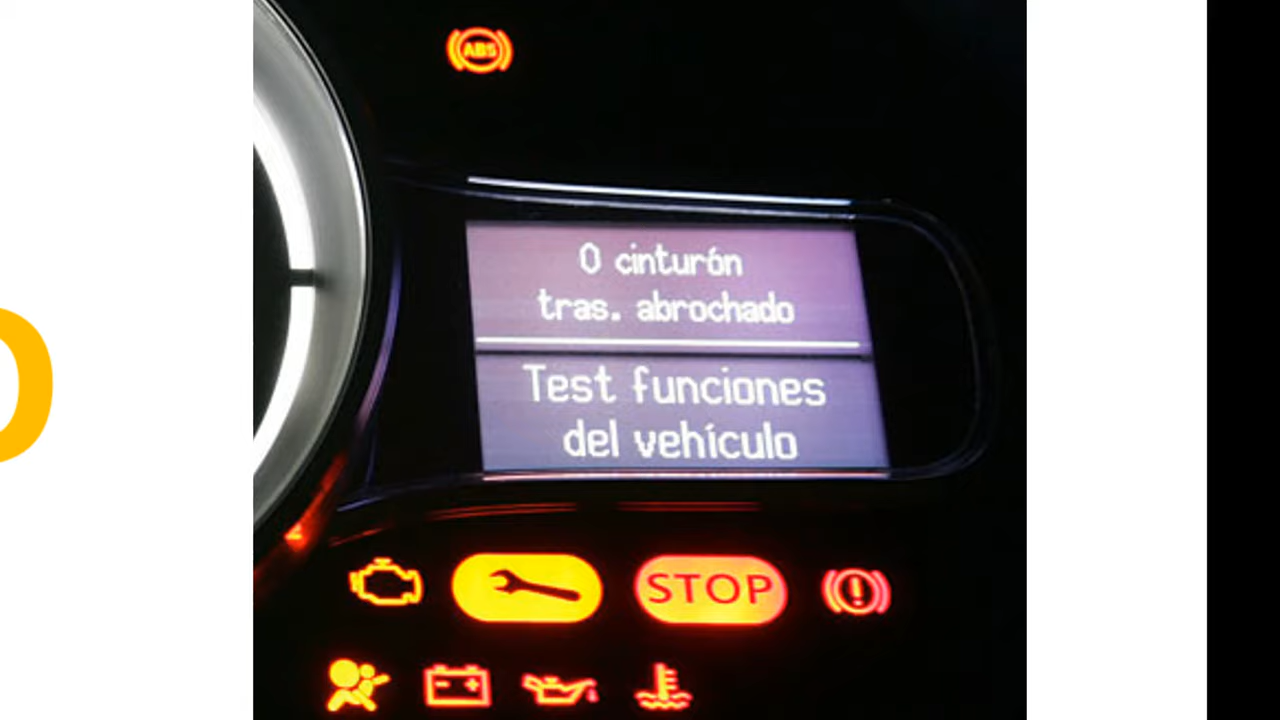 ABS
0 cinturón
tras. abrochado
Test funciones
del vehículo
STOP